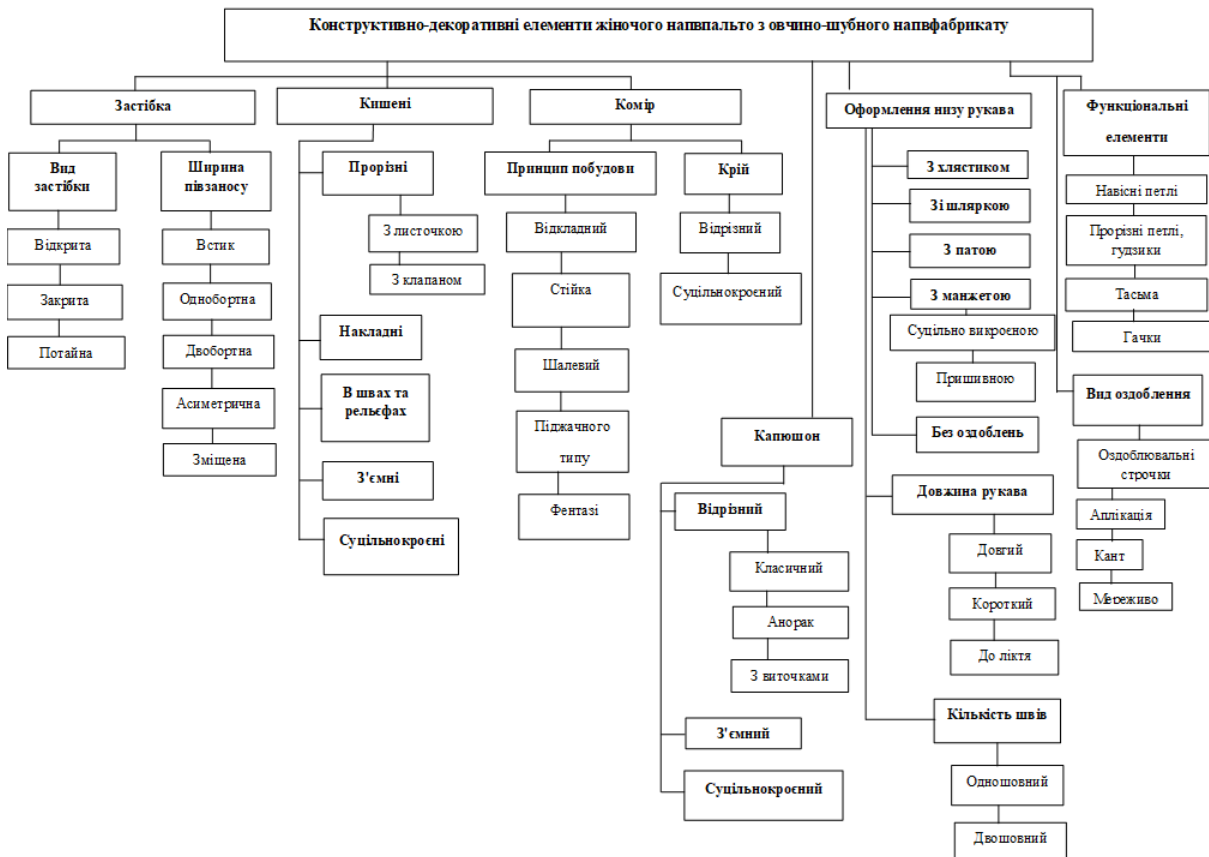 Конструктивно-декоративні елементи жіночого напвпальто з овчино-шубного напвфабрикату
Застібка
Вид
застібки
Відкрита
Закрита
Потайна
Ширина
півзаносу
Встик
Однобортна
Двобортна
Асиметрична
Зміщена
Кишені
Прорізні
З листочкою
З клапаном
Накладні
В швах та
рельєфах
З'ємні
Суцільнокроєні
Комір
Принцип побудови
Відкладний
Стійка
Шалевий
Піджачного
типу
Фентазі
Крій
Відрізний
Суцільнокроєний
Капюшон
Відрізний
Класичний
Анорак
З виточками
З'ємний
Суцільнокроєний
Оформлення низу рукава
З хлястиком
Зі шляркою
З патою
З манжетою
Суцільно викроєною
Пришивною
Без оздоблень
Довжина рукава
Довгий
Короткий
До ліктя
Кількість швів
Одношовний
Двошовний
Функціональні
елементи
Навісні петлі
Прорізні петлі,
гудзики
Тасьма
Гачки
Вид оздоблення
Оздоблювальні
строчки
Аплікація
Кант
Мереживо